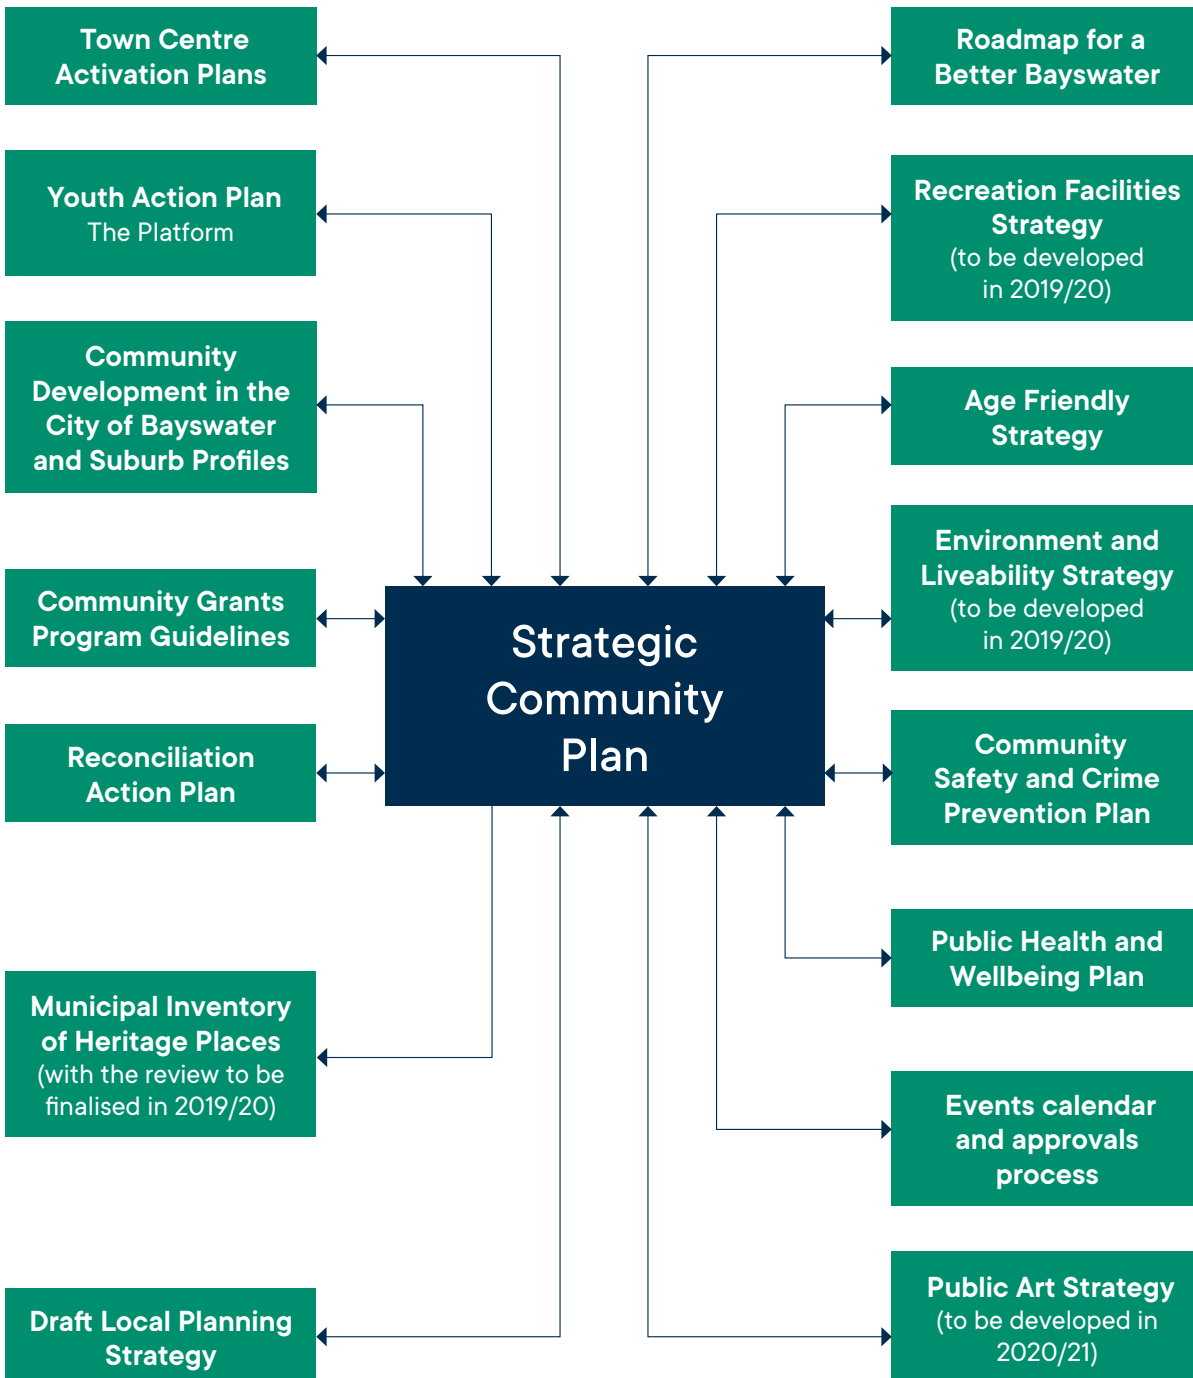 Town Centre
Activation Plans
Youth Action Plan
The Platform
Community
Development in the
City of Bayswater
and Suburb Profiles
Community Grants
Program Guidelines
Reconciliation
Action Plan
Municipal Inventory
of Heritage Places
(with the review to be
finalised in 2019/20)
Draft Local Planning
Strategy
Strategic
Community
Plan
Roadmap for a
Better Bayswater
Recreation Facilities
Strategy
(to be developed
in 2019/20)
Age Friendly
Strategy
Environment and
Liveability Strategy
(to be developed
in 2019/20)
Community
Safety and Crime
Prevention Plan
Public Health and
Wellbeing Plan
Events calendar
and approvals
process
Public Art Strategy
(to be developed in
2020/21)